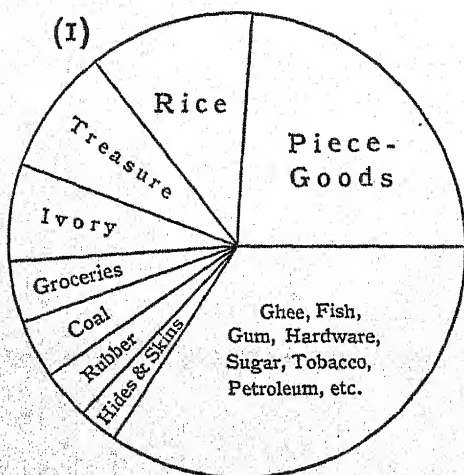 (I)
Rice
Piece-
Goods
Treasure
Ivory
Groceries
Coal
Rubber
Hides & Skins
Ghee, Fish,
Gum, Hardware,
Sugar, Tobacco,
Petroleum, etc.